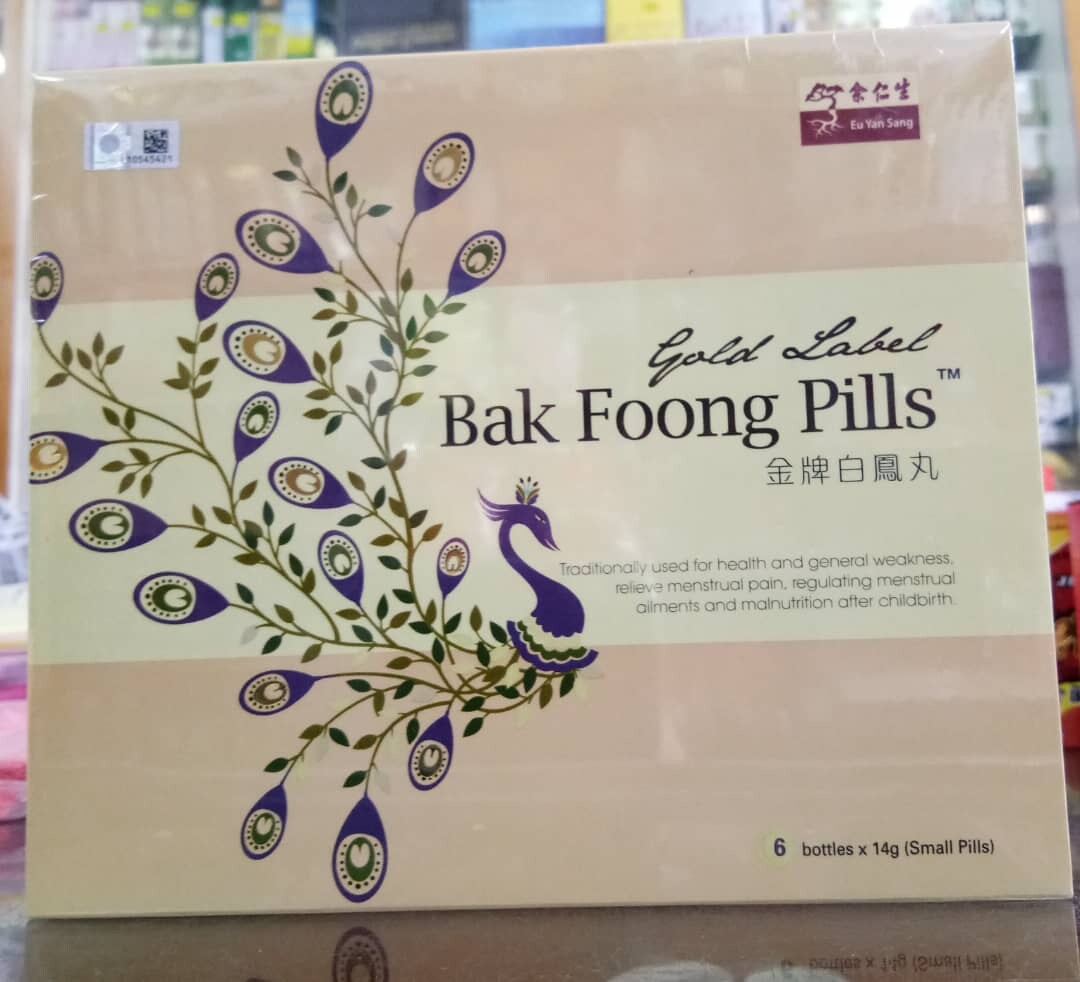 10545421
余仁生
Eu Yan Sang
Gold Label
Bak Foong Pills™
金牌白鳳丸
Traditionally used for health and general weakness,
relieve menstrual pain, regulating menstrual
ailments and malnutrition after childbirth.
6 bottles x 14g (Small Pills)